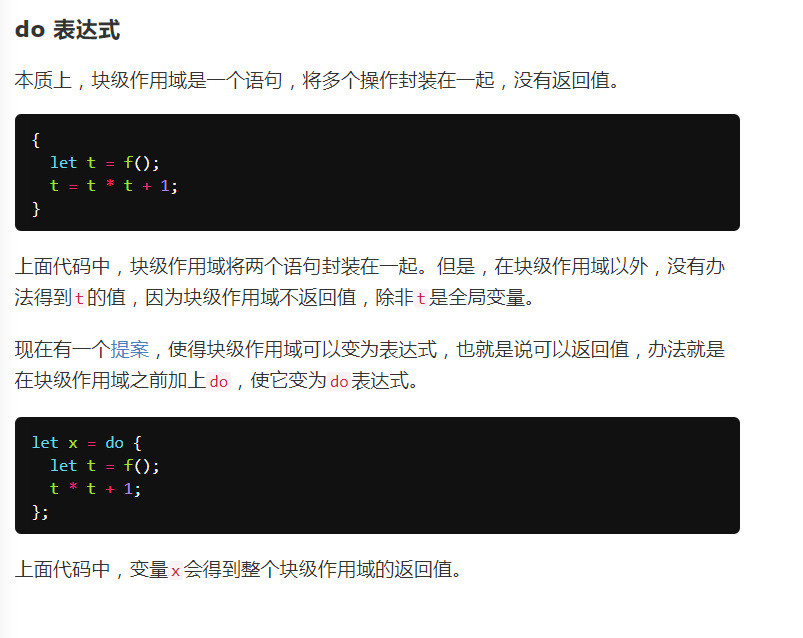 do 表达式
本质上，块级作用域是一个语句，将多个操作封装在一起，没有返回值。
{
  let t = f();
  t = t * t + 1;
}
上面代码中，块级作用域将两个语句封装在一起。但是，在块级作用域以外，没有办
法得到t的值，因为块级作用域不返回值，除非t是全局变量。
现在有一个提案，使得块级作用域可以变为表达式，也就是说可以返回值，办法就是
在块级作用域之前加上do，使它变为do表达式。
let x = do {
  let t = f();
  t * t + 1;
};
上面代码中，变量x会得到整个块级作用域的返回值。